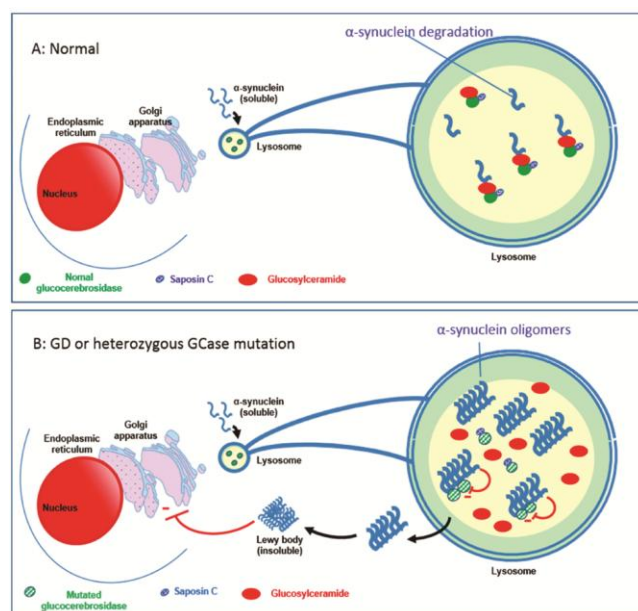 A: Normal
α-synuclein degradation
α-synuclein
(soluble)
Golgi
apparatus
Endoplasmic
reticulum
Lysosome
Nucleus
Lysosome
Nomal
glucocerebrosidase
Saposin C
Glucosylceramide
B: GD or heterozygous GCase mutation
α-synuclein oligomers
α-synuclein
(soluble)
Golgi
apparatus
Endoplasmic
reticulum
Lysosome
Nucleus
Lewy body
(insoluble)
Lysosome
Mutated
glucocerebrosidase
Saposin C
Glucosylceramide